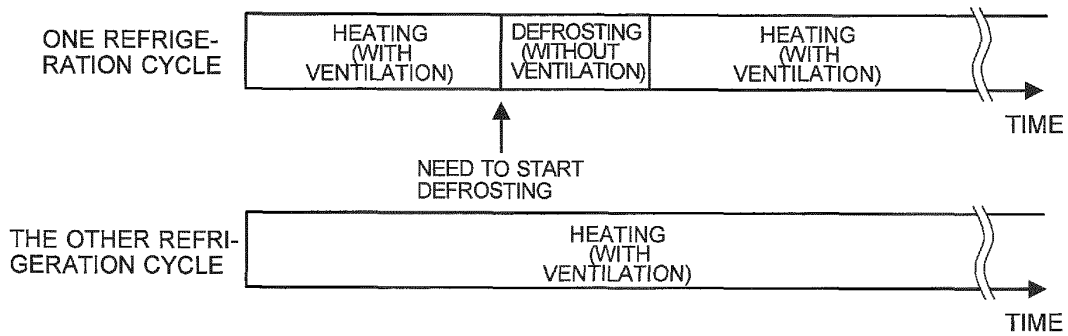 ONE REFRIGE-
RATION CYCLE
HEATING
(WITH
VENTILATION)
DEFROSTING
(WITHOUT
VENTILATION)
HEATING
(WITH
VENTILATION)
TIME
NEED TO START
DEFROSTING
THE OTHER REFRI-
GERATION CYCLE
HEATING
(WITH
VENTILATION)
TIME